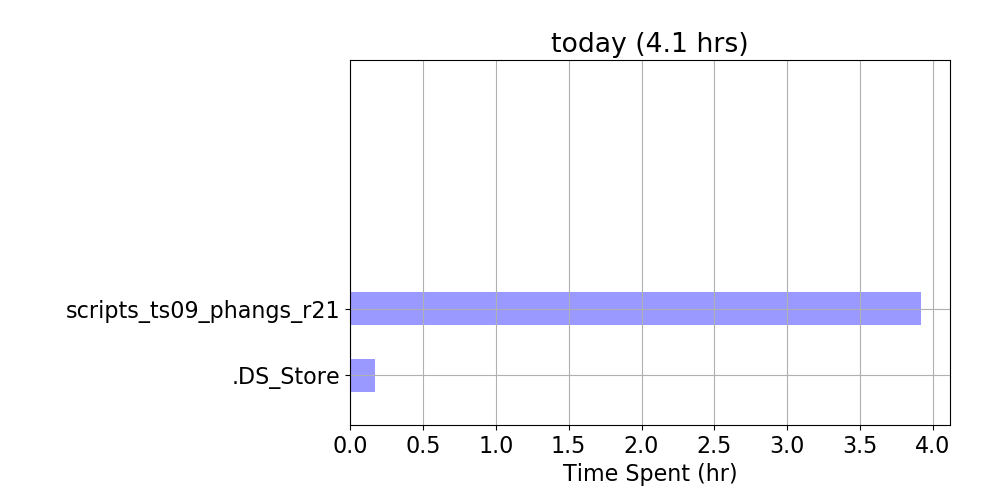 today (4.1 hrs)
scripts_ts09_phangs_r21
.DS_Store
0.0 0.5 1.0 1.5 2.0 2.5 3.0 3.5 4.0
Time Spent (hr)